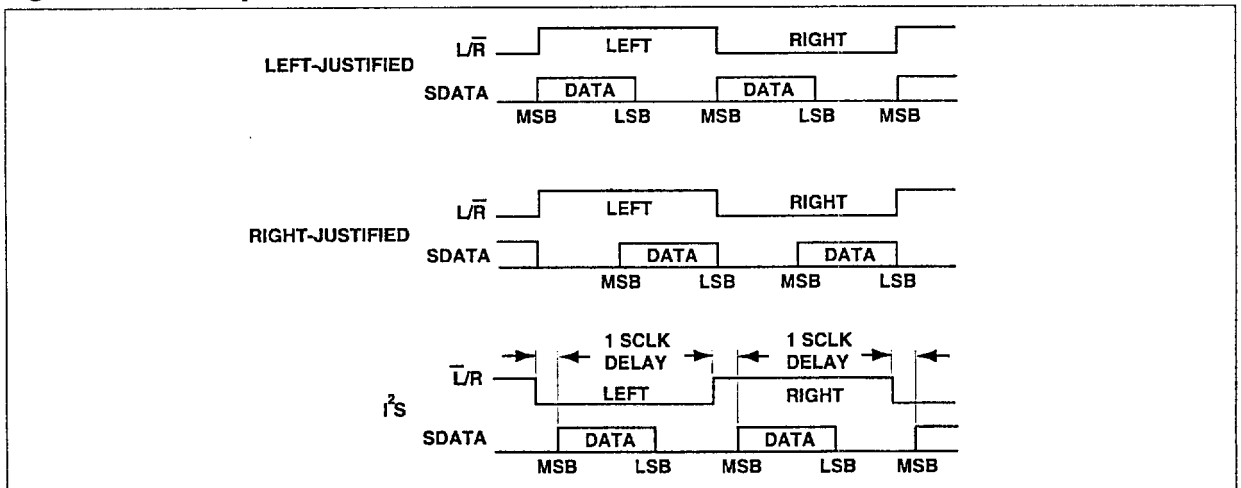 L/R̅ LEFT RIGHT
LEFT-JUSTIFIED
SDATA DATA DATA
MSB LSB MSB LSB MSB
L/R̅ LEFT RIGHT
RIGHT-JUSTIFIED
SDATA DATA DATA
MSB LSB MSB LSB
1 SCLK DELAY 1 SCLK DELAY
L̅/R LEFT RIGHT
I²S
SDATA DATA DATA
MSB LSB MSB LSB MSB